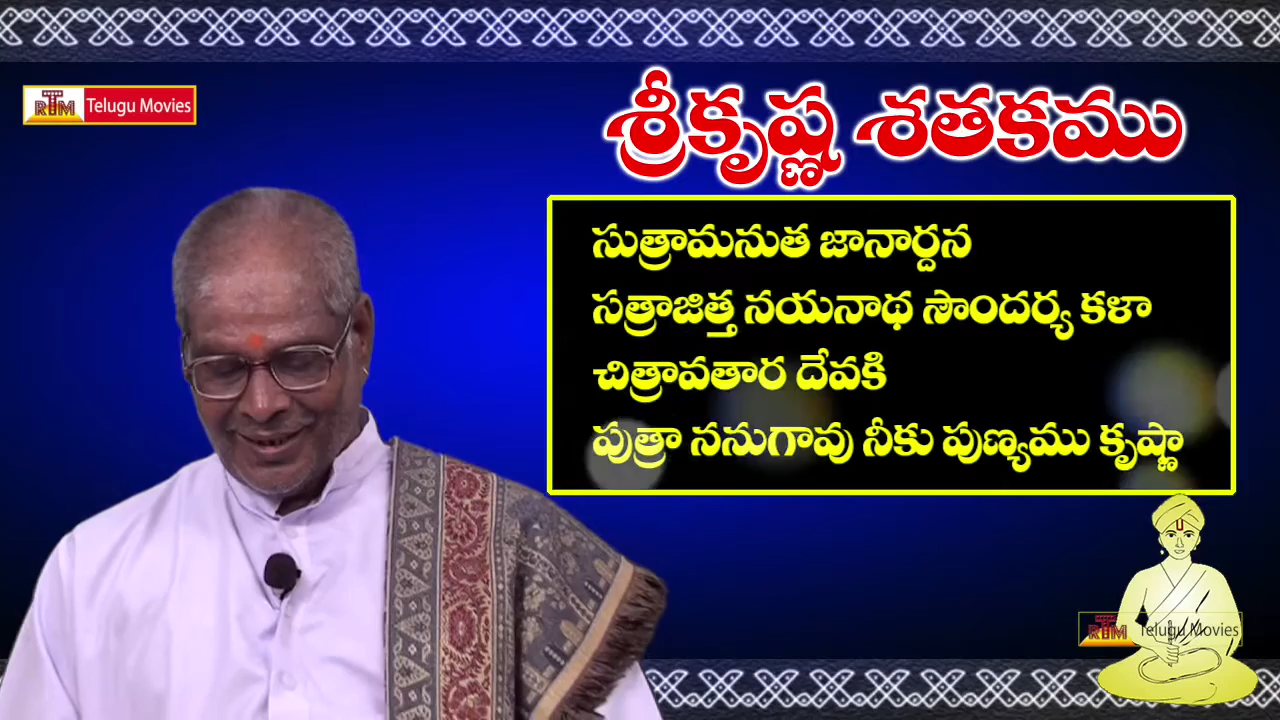 RTM Telugu Movies
శ్రీకృష్ణ శతకము
సుత్రామనుత జానార్దన
సత్రాజిత్త నయనాథ సౌందర్య కళా
చిత్రావతార దేవకి
పుత్రా ననుగావు నీకు పుణ్యము కృష్ణా
RTM Telugu Movies